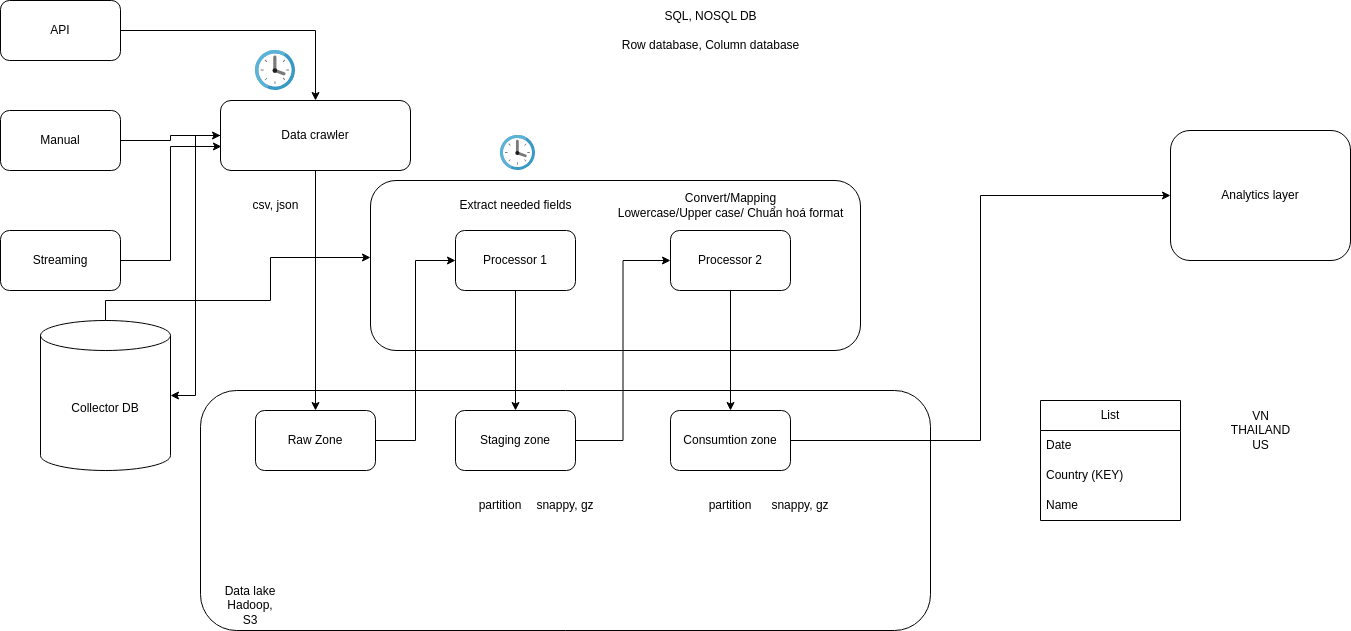 API
SQL, NOSQL DB
Row database, Column database
Manual
Data crawler
csv, json
Extract needed fields
Convert/Mapping
Lowercase/Upper case/ Chuẩn hoá format
Analytics layer
Streaming
Processor 1
Processor 2
Collector DB
Raw Zone
Staging zone
Consumtion zone
List
Date
Country (KEY)
Name
VN
THAILAND
US
partition
snappy, gz
partition
snappy, gz
Data lake
Hadoop,
S3